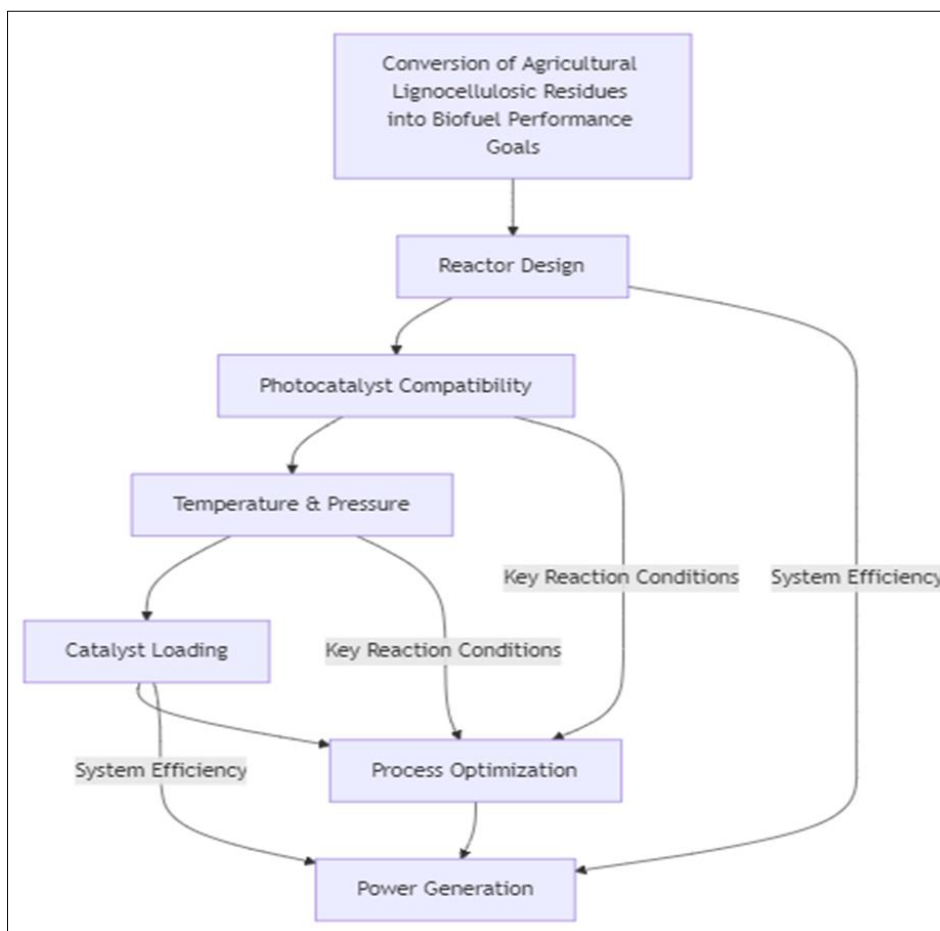 Conversion of Agricultural
Lignocellulosic Residues
into Biofuel Performance
Goals
Reactor Design
Photocatalyst Compatibility
Temperature & Pressure
Key Reaction Conditions
System Efficiency
Catalyst Loading
Key Reaction Conditions
System Efficiency
Process Optimization
Power Generation